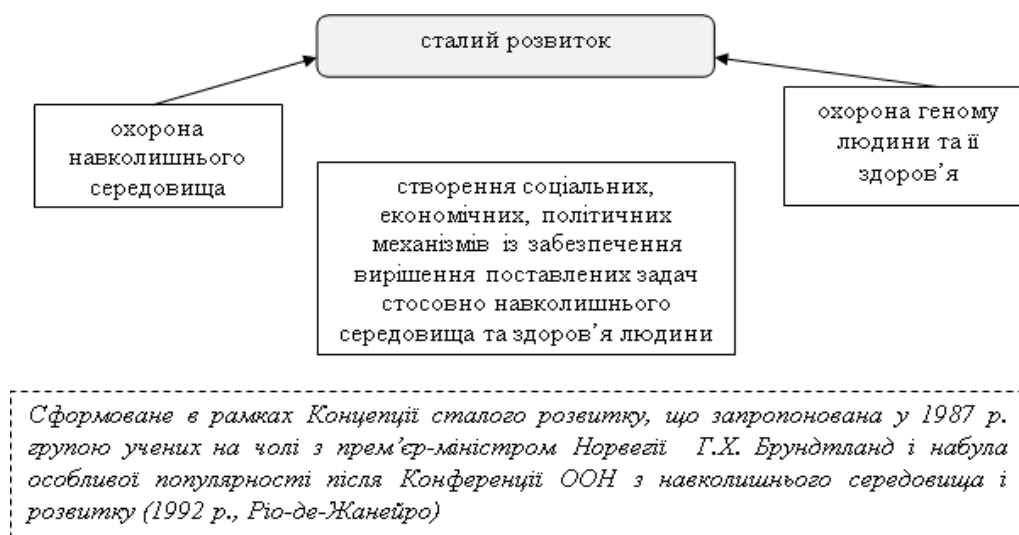 сталий розвиток
охорона
навколишнього
середовища
охорона геному
людини та її
здоров’я
створення соціальних,
економічних, політичних
механізмів із забезпечення
вирішення поставлених задач
стосовно навколишнього
середовища та здоров’я людини
Сформоване в рамках Концепції сталого розвитку, що запропонована у 1987 р.
групою учених на чолі з прем’єр-міністром Норвегії Г.Х. Брундтланд і набула
особливої популярності після Конференції ООН з навколишнього середовища і
розвитку (1992 р., Ріо-де-Жанейро)